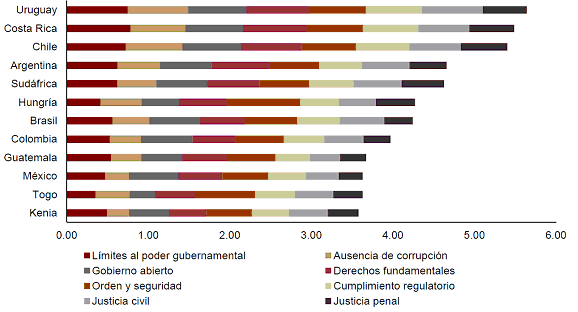 Uruguay
Costa Rica
Chile
Argentina
Sudáfrica
Hungría
Brasil
Colombia
Guatemala
México
Togo
Kenia
0.00 1.00 2.00 3.00 4.00 5.00 6.00
Límites al poder gubernamental Ausencia de corrupción
Gobierno abierto Derechos fundamentales
Orden y seguridad Cumplimiento regulatorio
Justicia civil Justicia penal